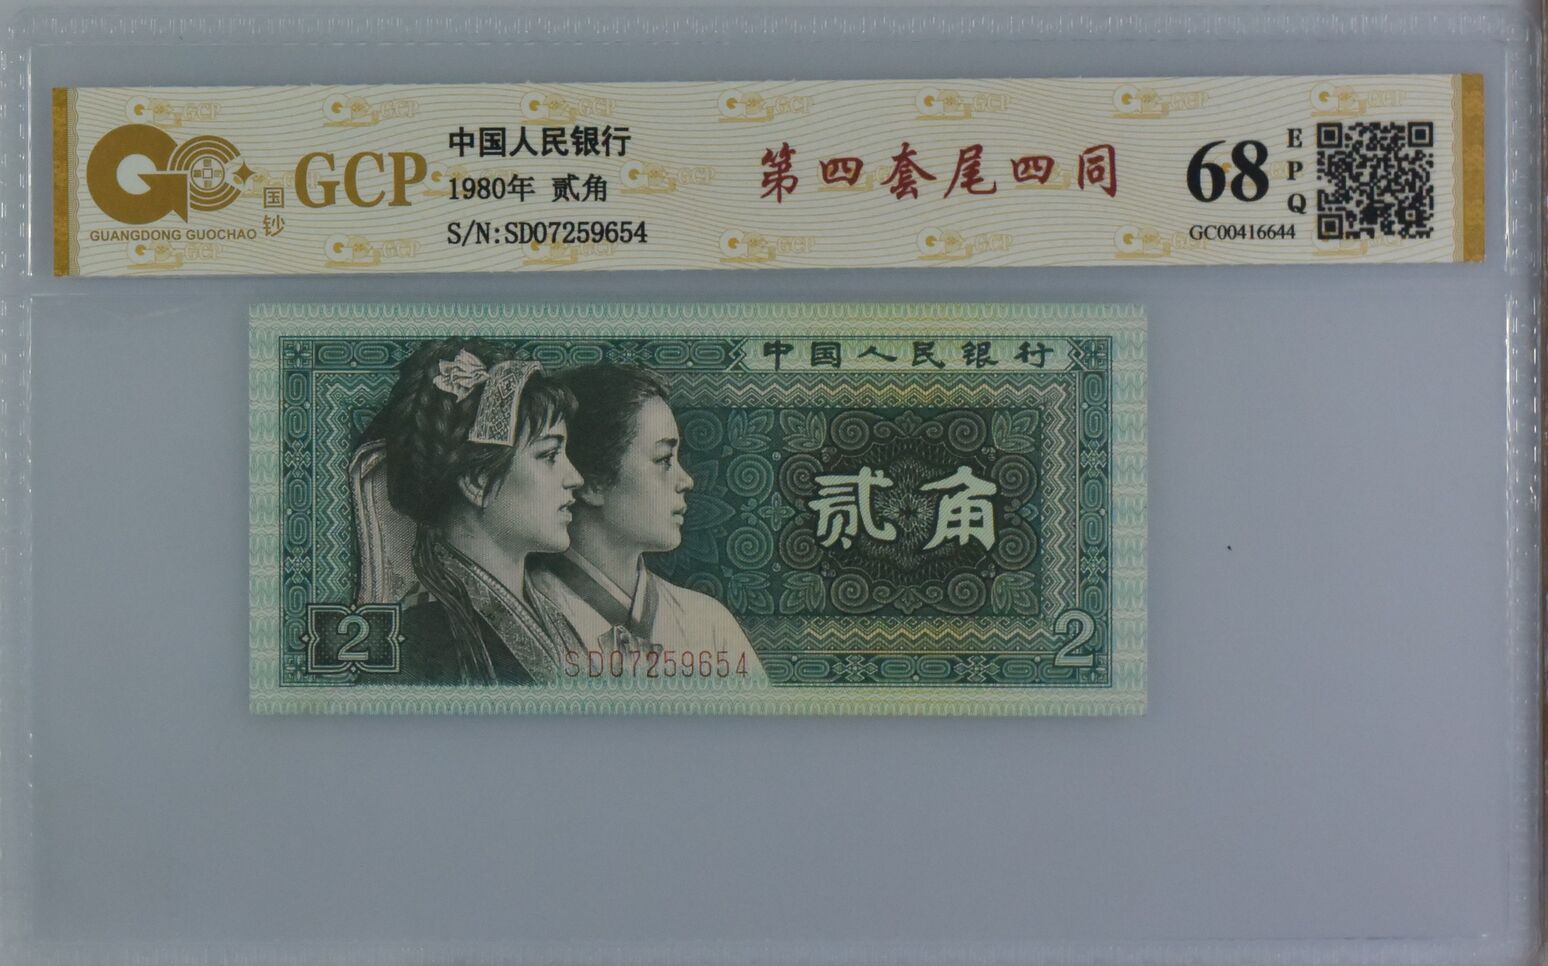 GCP
国钞
GUANGDONG GUOCHAO
中国人民银行
1980年 贰角
S/N:SD07259654
第四套尾四同
68
EPQ
GC00416644
中国人民银行
贰角
2
SD07259654
2